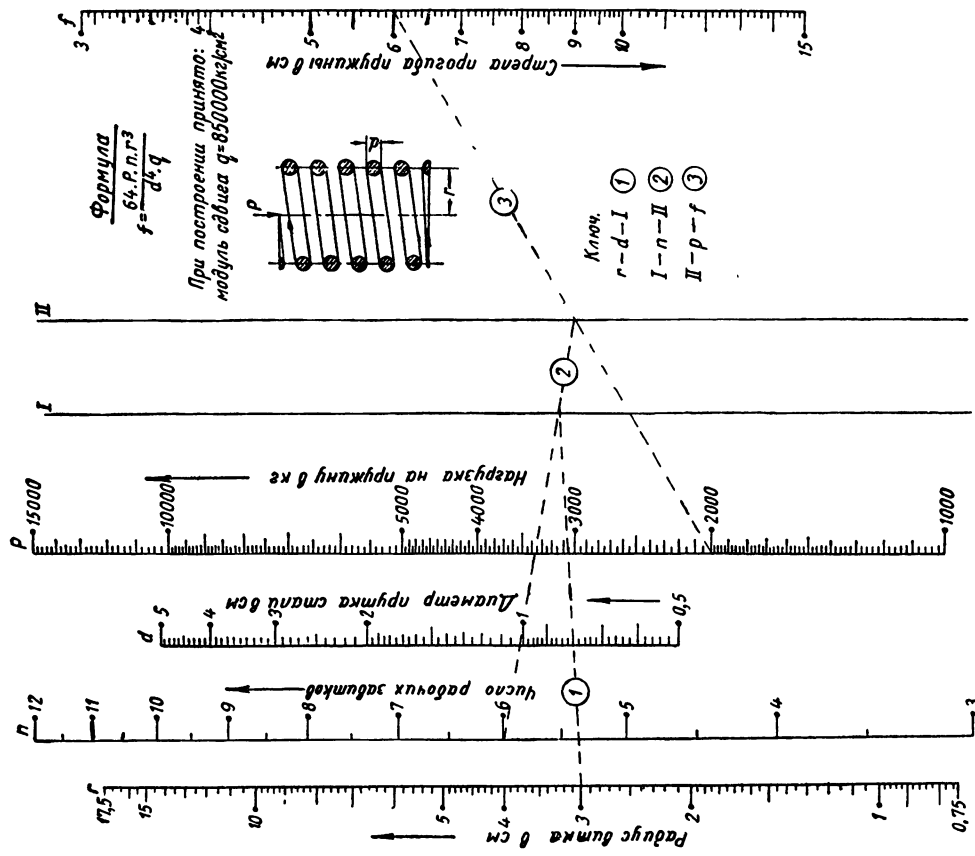 Формула
f= 64.P.n.r³
d⁴.q
При построении принято:
модуль сдвига q=850000кг/см²
P
d
r
Ключ.
r-d-I ①
I-n-II ②
II-p-f ③
f
3
4
5
6
7
8
9
10
15
Стрела прогиба пружины в см
③
II
②
I
Нагрузка на пружину в кг
P
15000
10000
5000
4000
3000
2000
1000
Диаметр прутка стали в см
d
5
4
3
2
1
0,5
Число рабочих завитков
n
12
11
10
9
8
7
6
5
4
3
①
r
17,5
15
10
5
4
3
2
1
0,75
Радиус витка в см